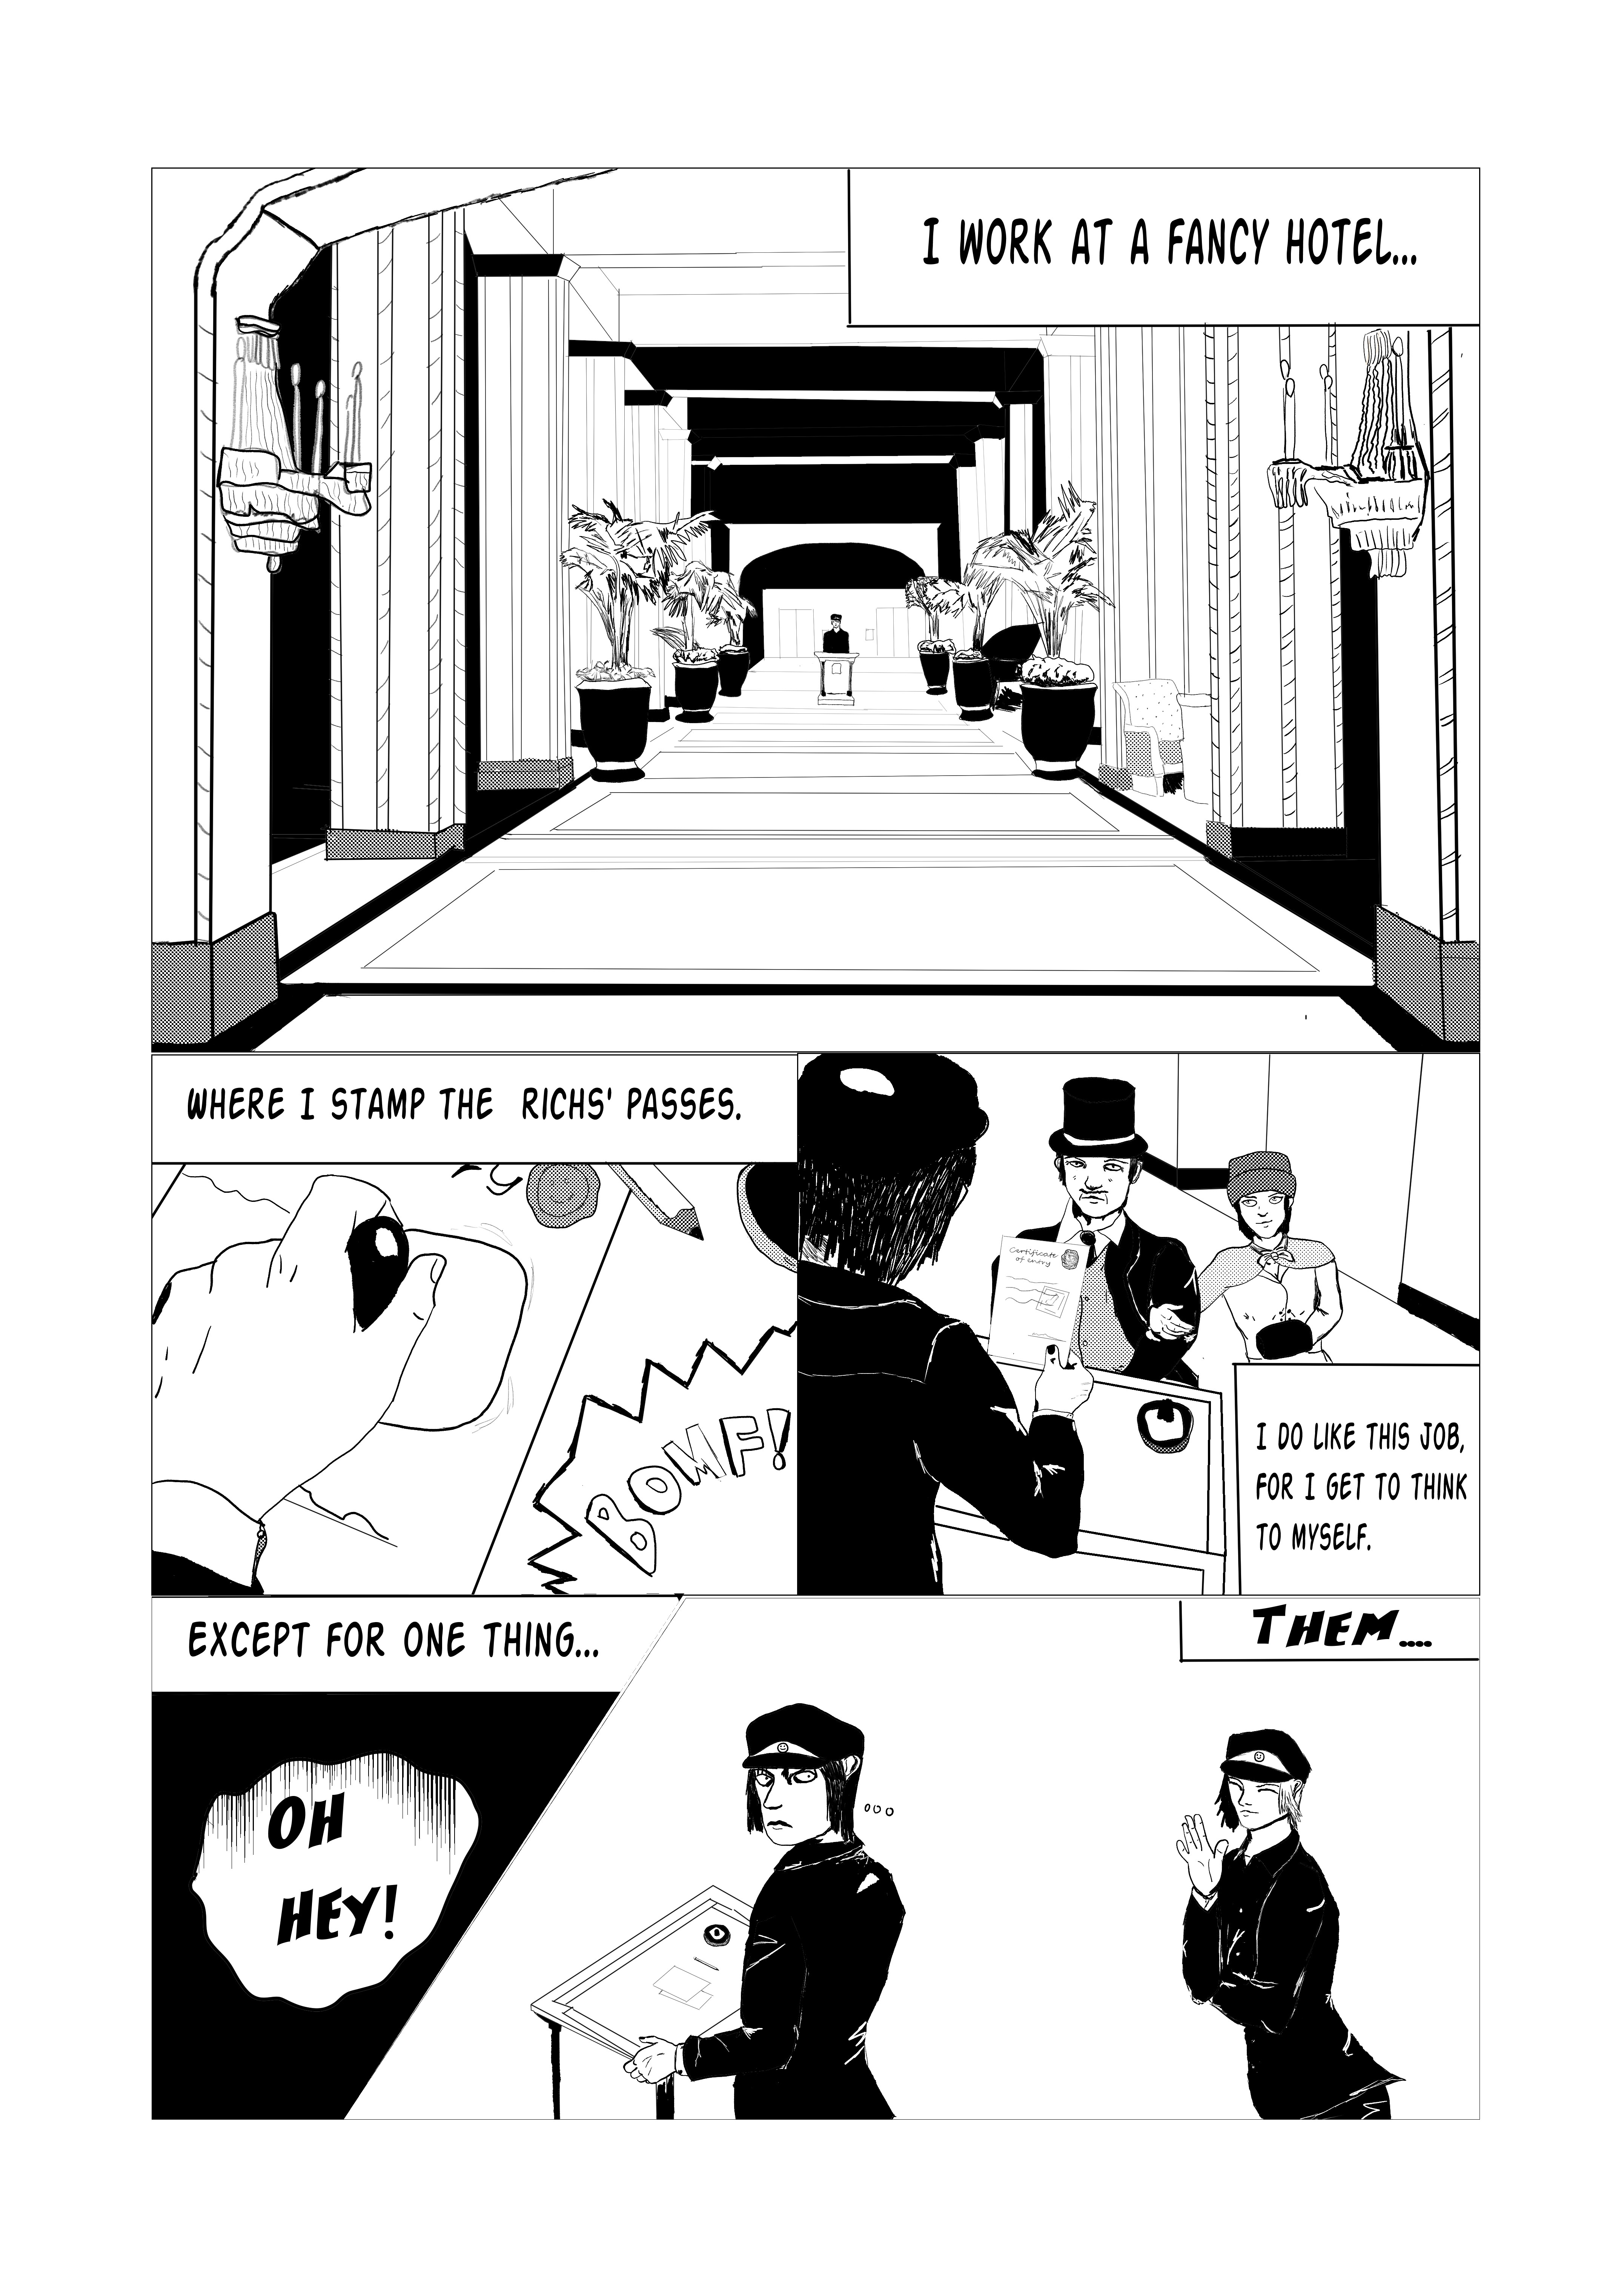 I WORK AT A FANCY HOTEL...
WHERE I STAMP THE RICHS' PASSES.
BOMF!
Certificate
of entry
I DO LIKE THIS JOB,
FOR I GET TO THINK
TO MYSELF.
EXCEPT FOR ONE THING...
OH
HEY!
THEM....
...